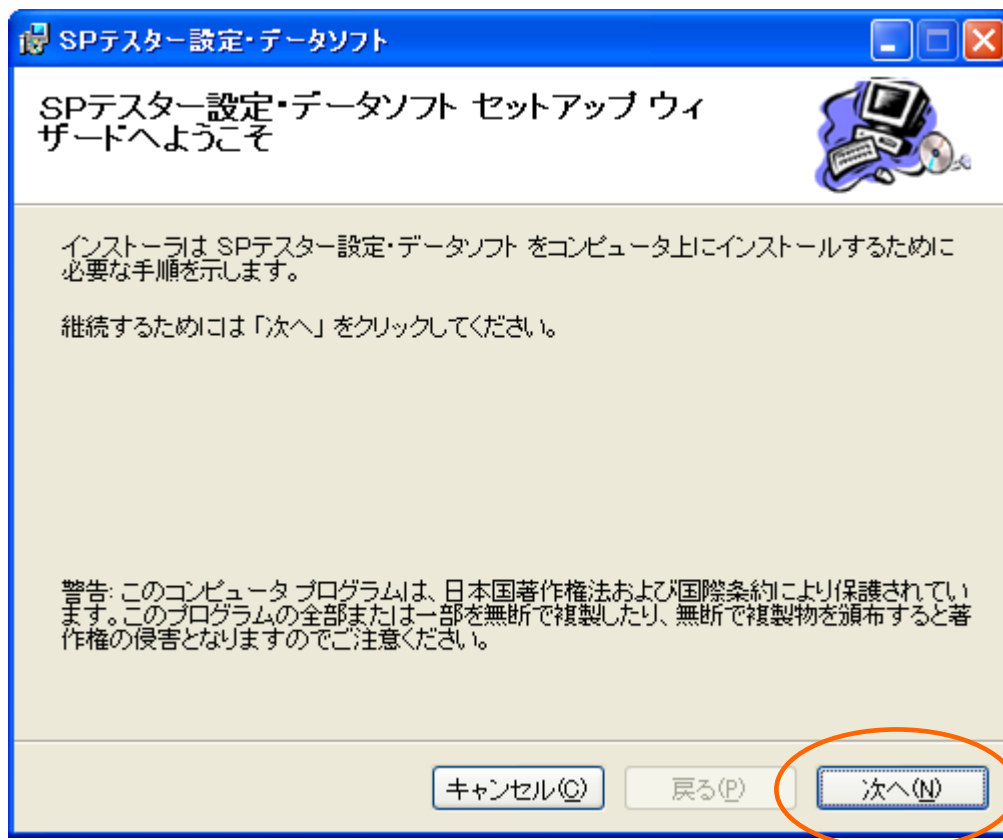 SPテスター設定・データソフト
SPテスター設定・データソフト セットアップ ウィ
ザードへようこそ
インストーラは SPテスター設定・データソフト をコンピュータ上にインストールするために
必要な手順を示します。
継続するためには「次へ」をクリックしてください。
警告: このコンピュータ プログラムは、日本国著作権法および国際条約により保護されてい
ます。このプログラムの全部または一部を無断で複製したり、無断で複製物を頒布すると著
作権の侵害となりますのでご注意ください。
キャンセル(C) 戻る(P) 次へ(N)